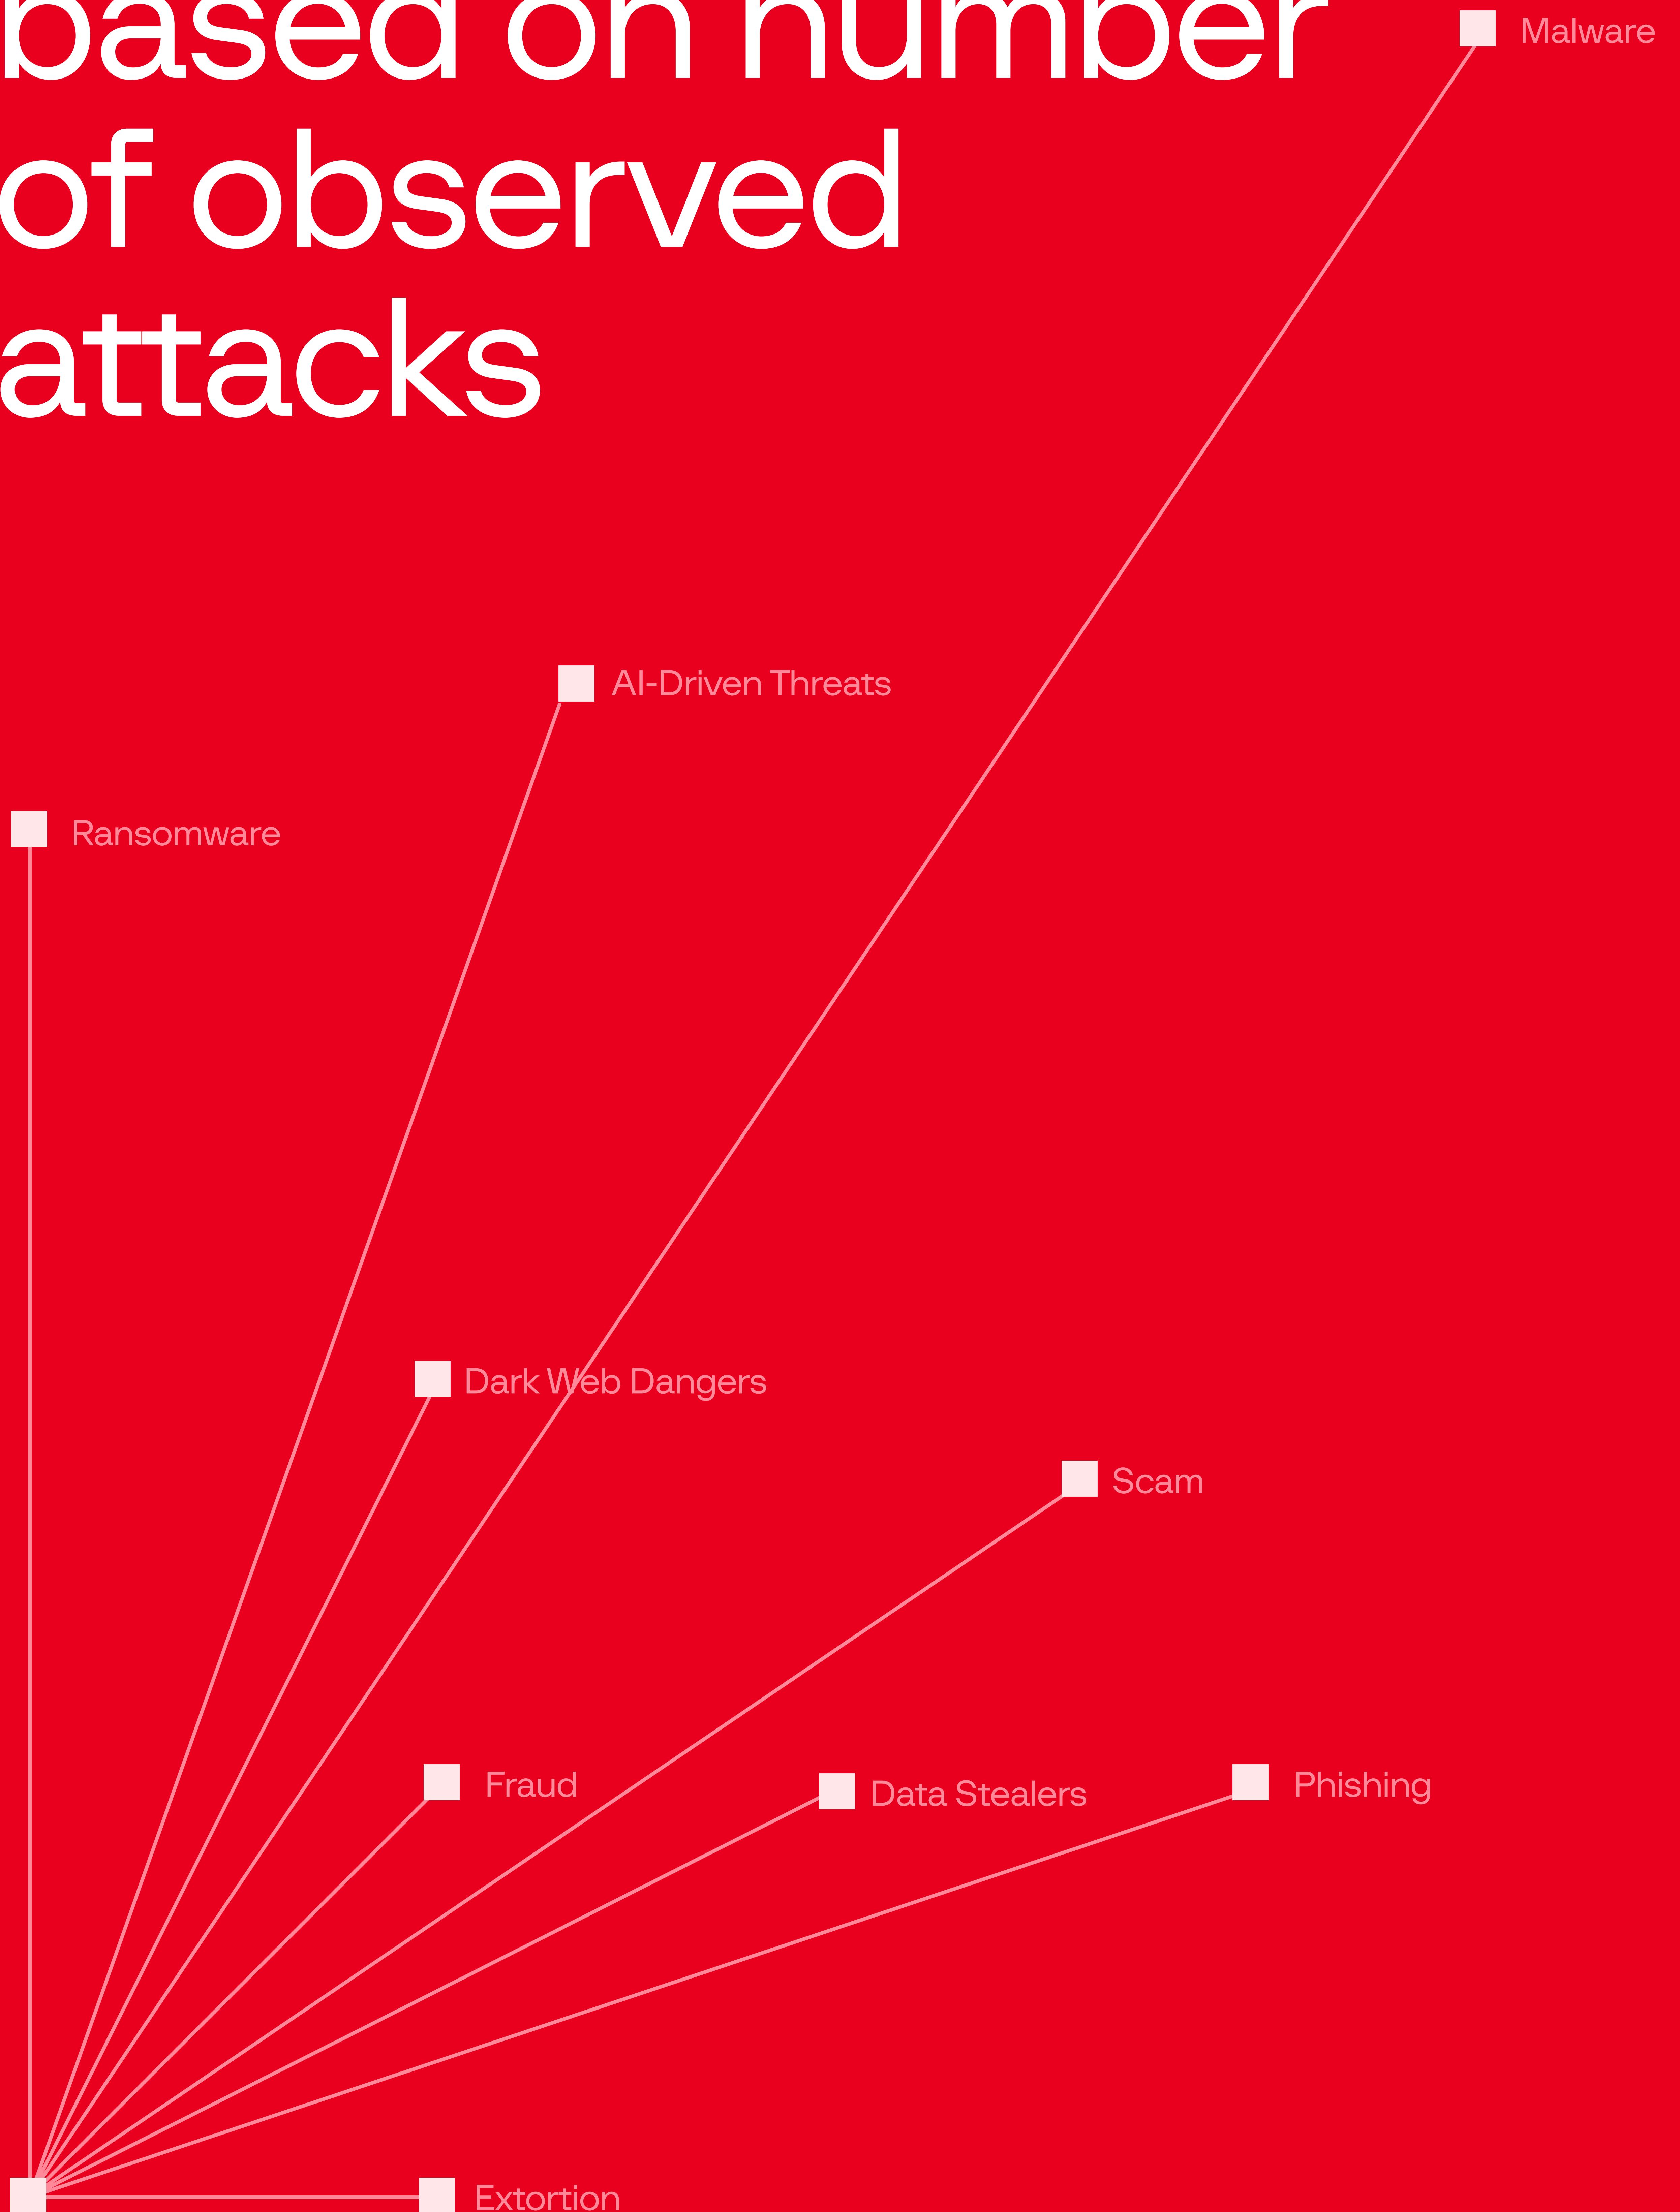 based on number
of observed
attacks
Malware
AI-Driven Threats
Ransomware
Dark Web Dangers
Scam
Fraud
Data Stealers
Phishing
Extortion